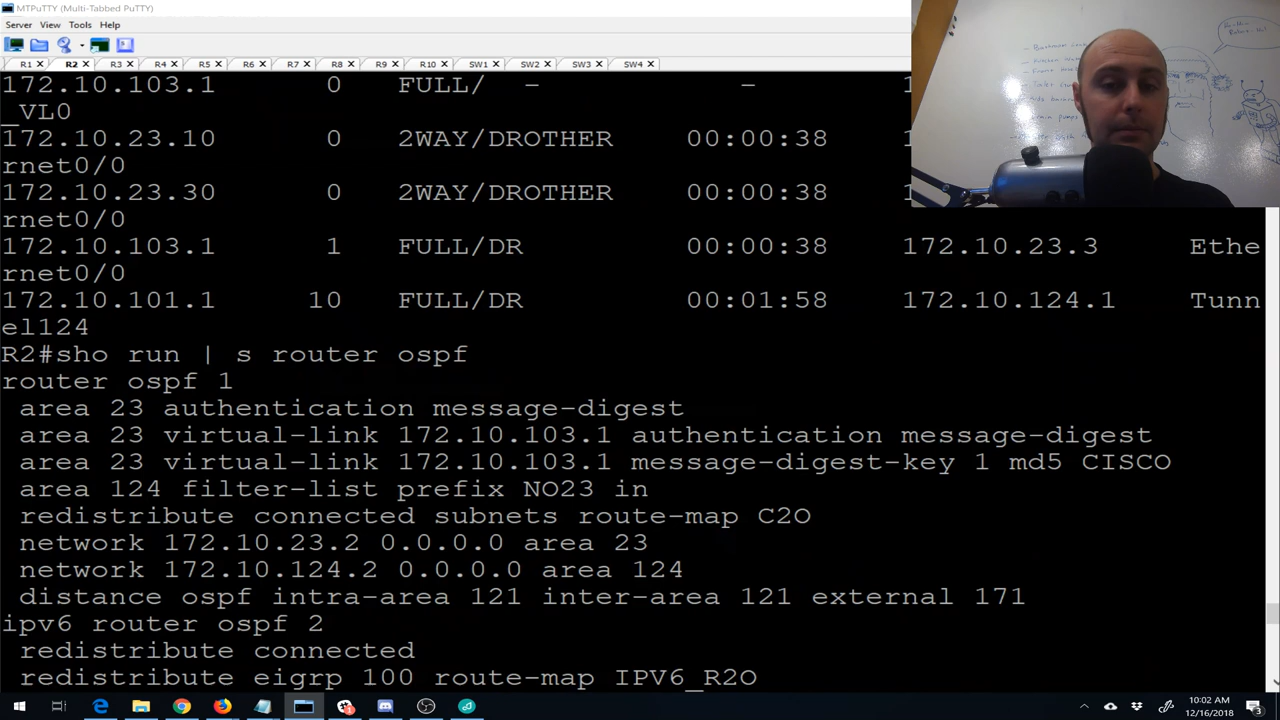 MTPuTTY (Multi-Tabbed PuTTY)
Server View Tools Help
R1 R2 R3 R4 R5 R6 R7 R8 R9 R10 SW1 SW2 SW3 SW4
172.10.103.1 0 FULL/ - -
_VL0
172.10.23.10 0 2WAY/DROTHER 00:00:38
rnet0/0
172.10.23.30 0 2WAY/DROTHER 00:00:38
rnet0/0
172.10.103.1 1 FULL/DR 00:00:38 172.10.23.3 Ethe
rnet0/0
172.10.101.1 10 FULL/DR 00:01:58 172.10.124.1 Tunn
el124
R2#sho run | s router ospf
router ospf 1
area 23 authentication message-digest
area 23 virtual-link 172.10.103.1 authentication message-digest
area 23 virtual-link 172.10.103.1 message-digest-key 1 md5 CISCO
area 124 filter-list prefix NO23 in
redistribute connected subnets route-map C2O
network 172.10.23.2 0.0.0.0 area 23
network 172.10.124.2 0.0.0.0 area 124
distance ospf intra-area 121 inter-area 121 external 171
ipv6 router ospf 2
redistribute connected
redistribute eigrp 100 route-map IPV6_R2O
10:02 AM
12/16/2018